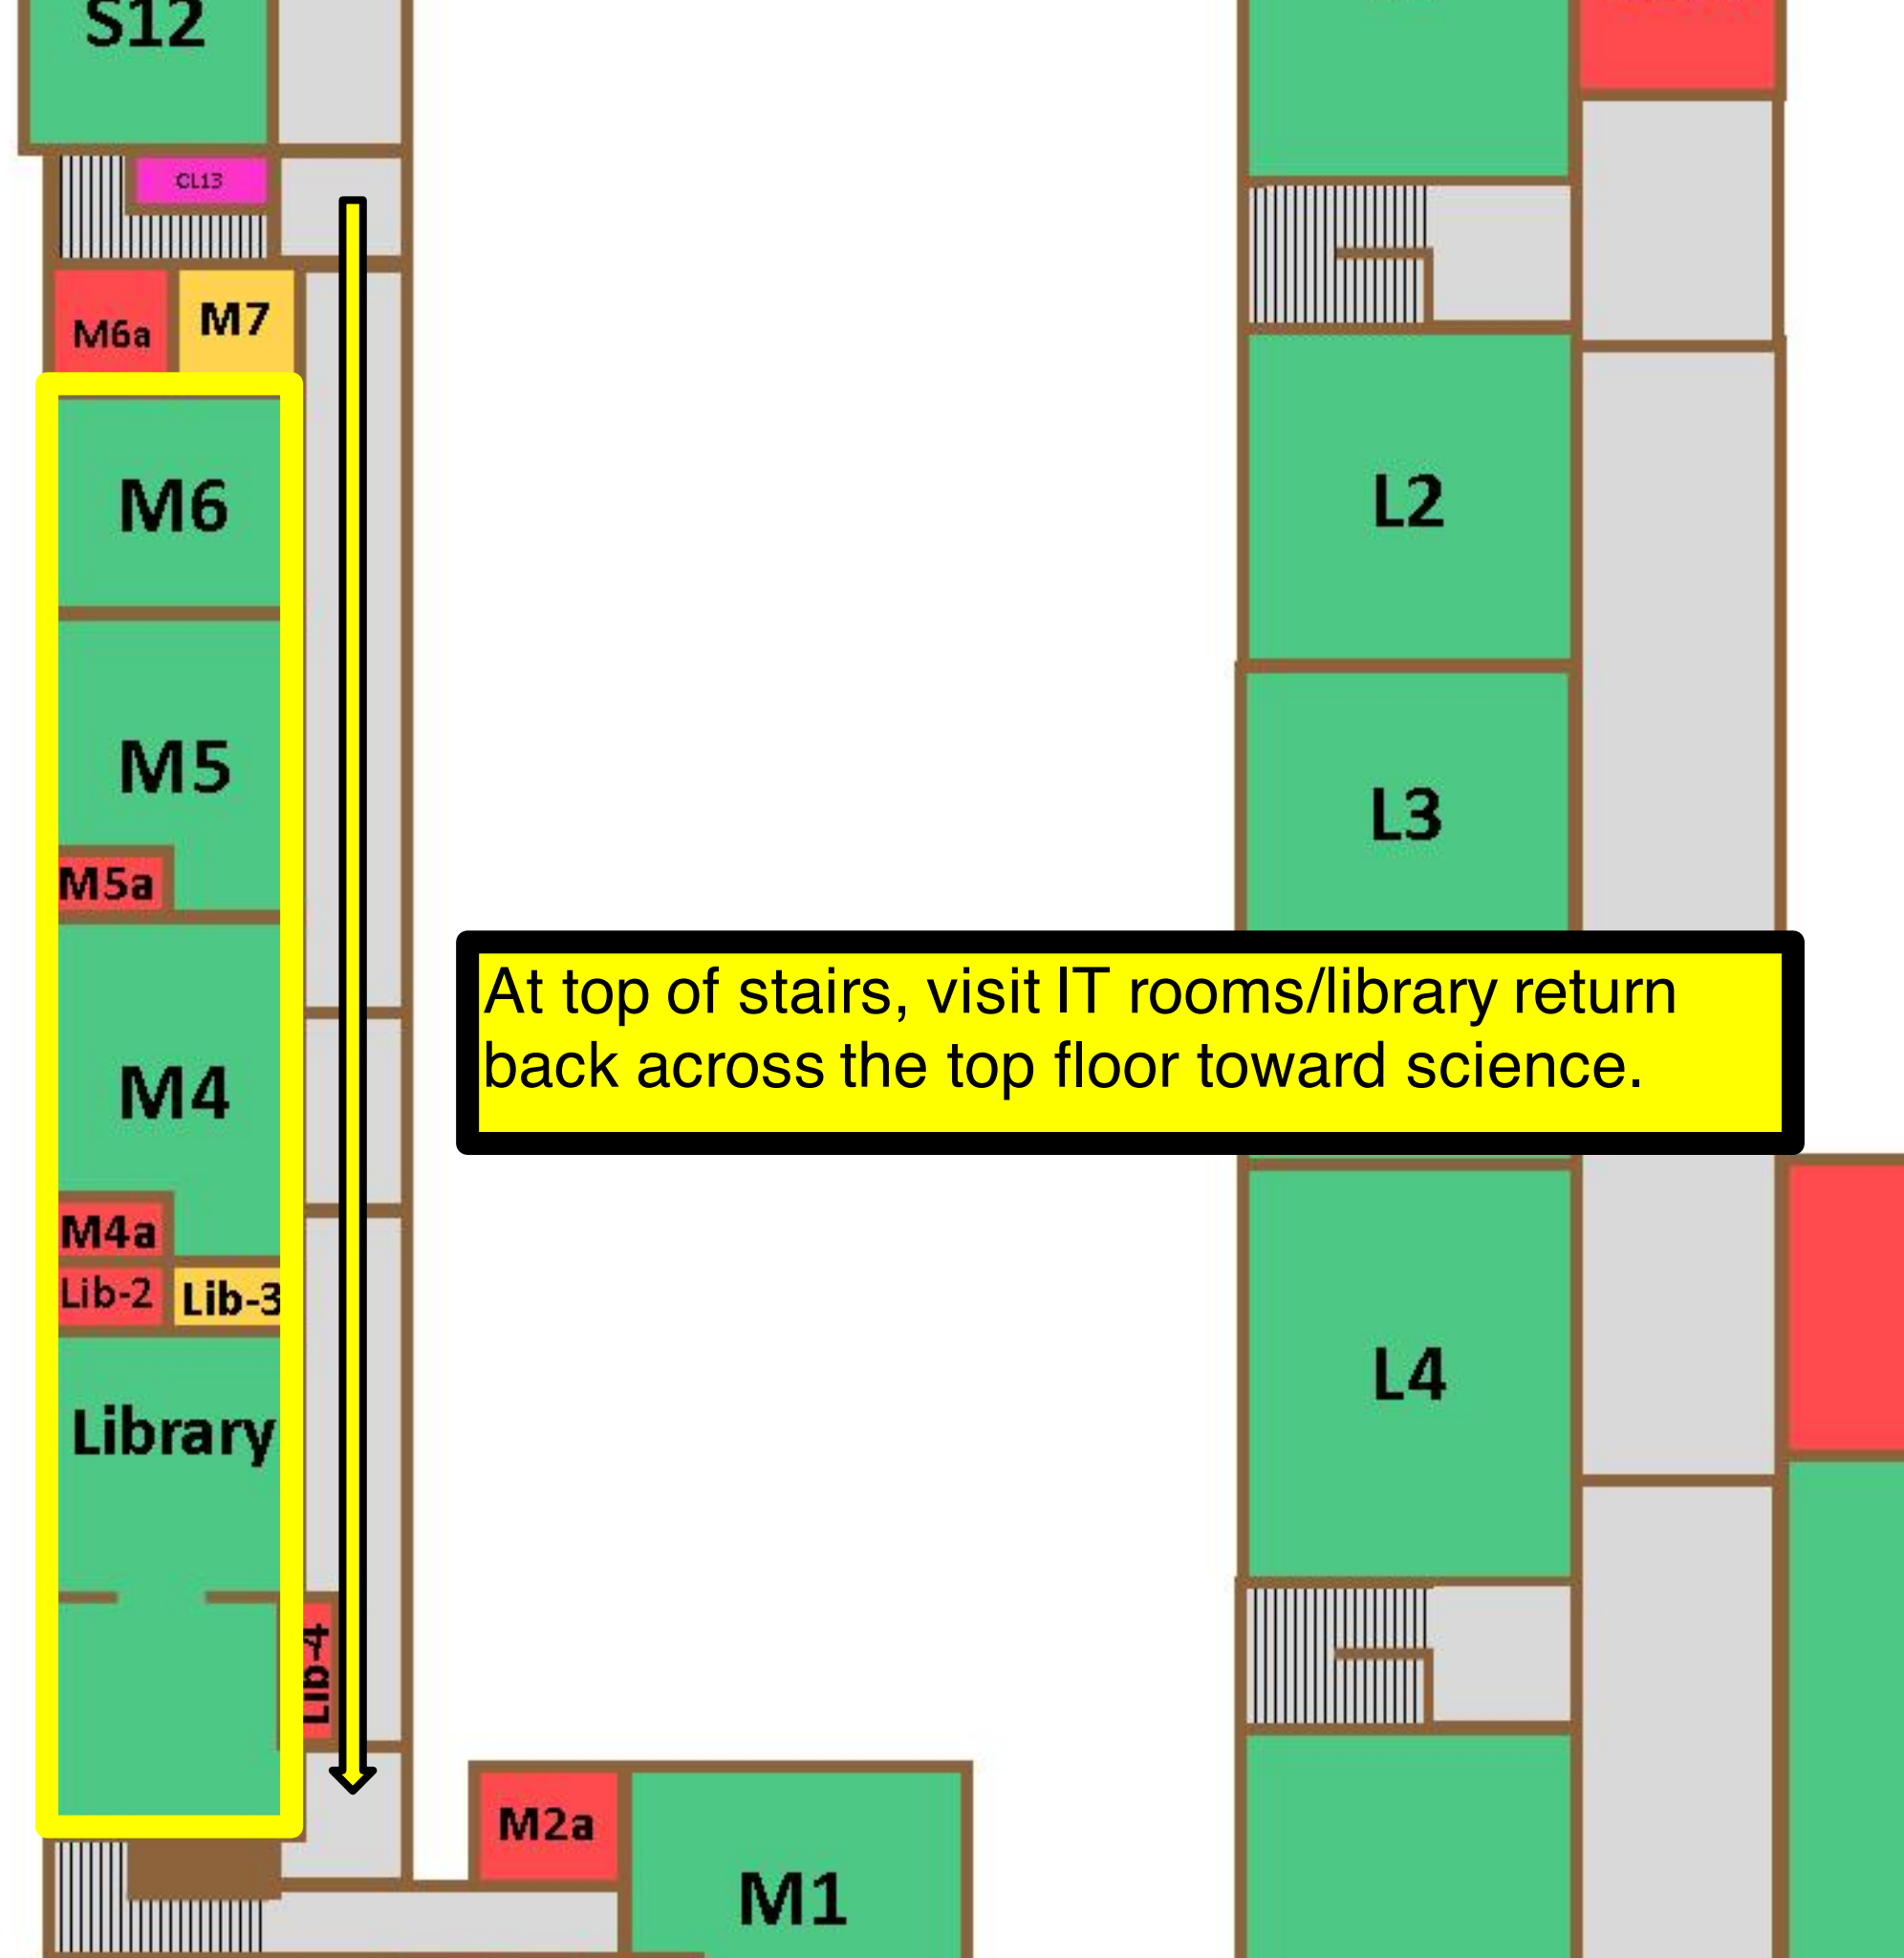 S12
CL13
M6a
M7
M6
L2
M5
L3
M5a
At top of stairs, visit IT rooms/library return
back across the top floor toward science.
M4
M4a
Lib-2
Lib-3
L4
Library
Lib-4
M2a
M1